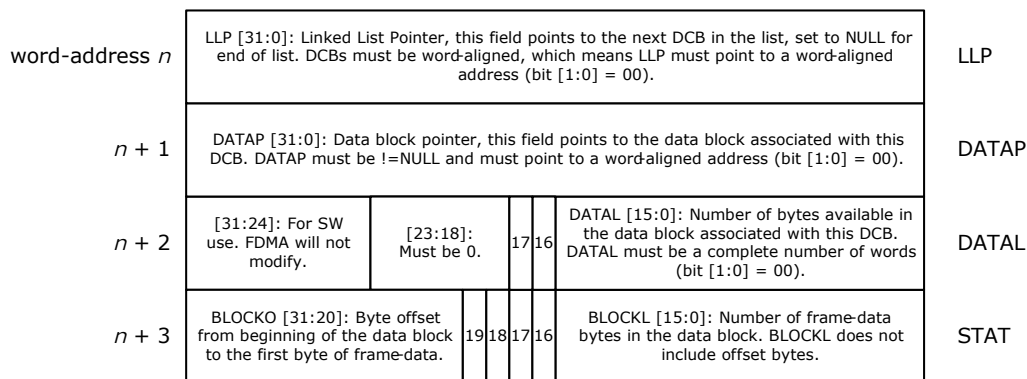 LLP [31:0]: Linked List Pointer, this field points to the next DCB in the list, set to NULL for
end of list. DCBs must be word-aligned, which means LLP must point to a word-aligned
address (bit [1:0] = 00).
word-address n
LLP
DATAP [31:0]: Data block pointer, this field points to the data block associated with this
DCB. DATAP must be !=NULL and must point to a word-aligned address (bit [1:0] = 00).
n + 1
DATAP
[31:24]: For SW
use. FDMA will not
modify.
[23:18]:
Must be 0.
17
16
DATAL [15:0]: Number of bytes available in
the data block associated with this DCB.
DATAL must be a complete number of words
(bit [1:0] = 00).
n + 2
DATAL
BLOCKO [31:20]: Byte offset
from beginning of the data block
to the first byte of frame-data.
19
18
17
16
BLOCKL [15:0]: Number of frame-data
bytes in the data block. BLOCKL does not
include offset bytes.
n + 3
STAT